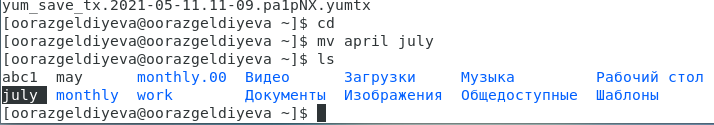 yum_save_tx.2021-05-11.11-09.pa1pNX.yumtx
[oorazgeldiyeva@oorazgeldiyeva ~]$ cd
[oorazgeldiyeva@oorazgeldiyeva ~]$ mv april july
[oorazgeldiyeva@oorazgeldiyeva ~]$ ls
abc1 may monthly.00 Видео Загрузки Музыка Рабочий стол
july monthly work Документы Изображения Общедоступные Шаблоны
[oorazgeldiyeva@oorazgeldiyeva ~]$